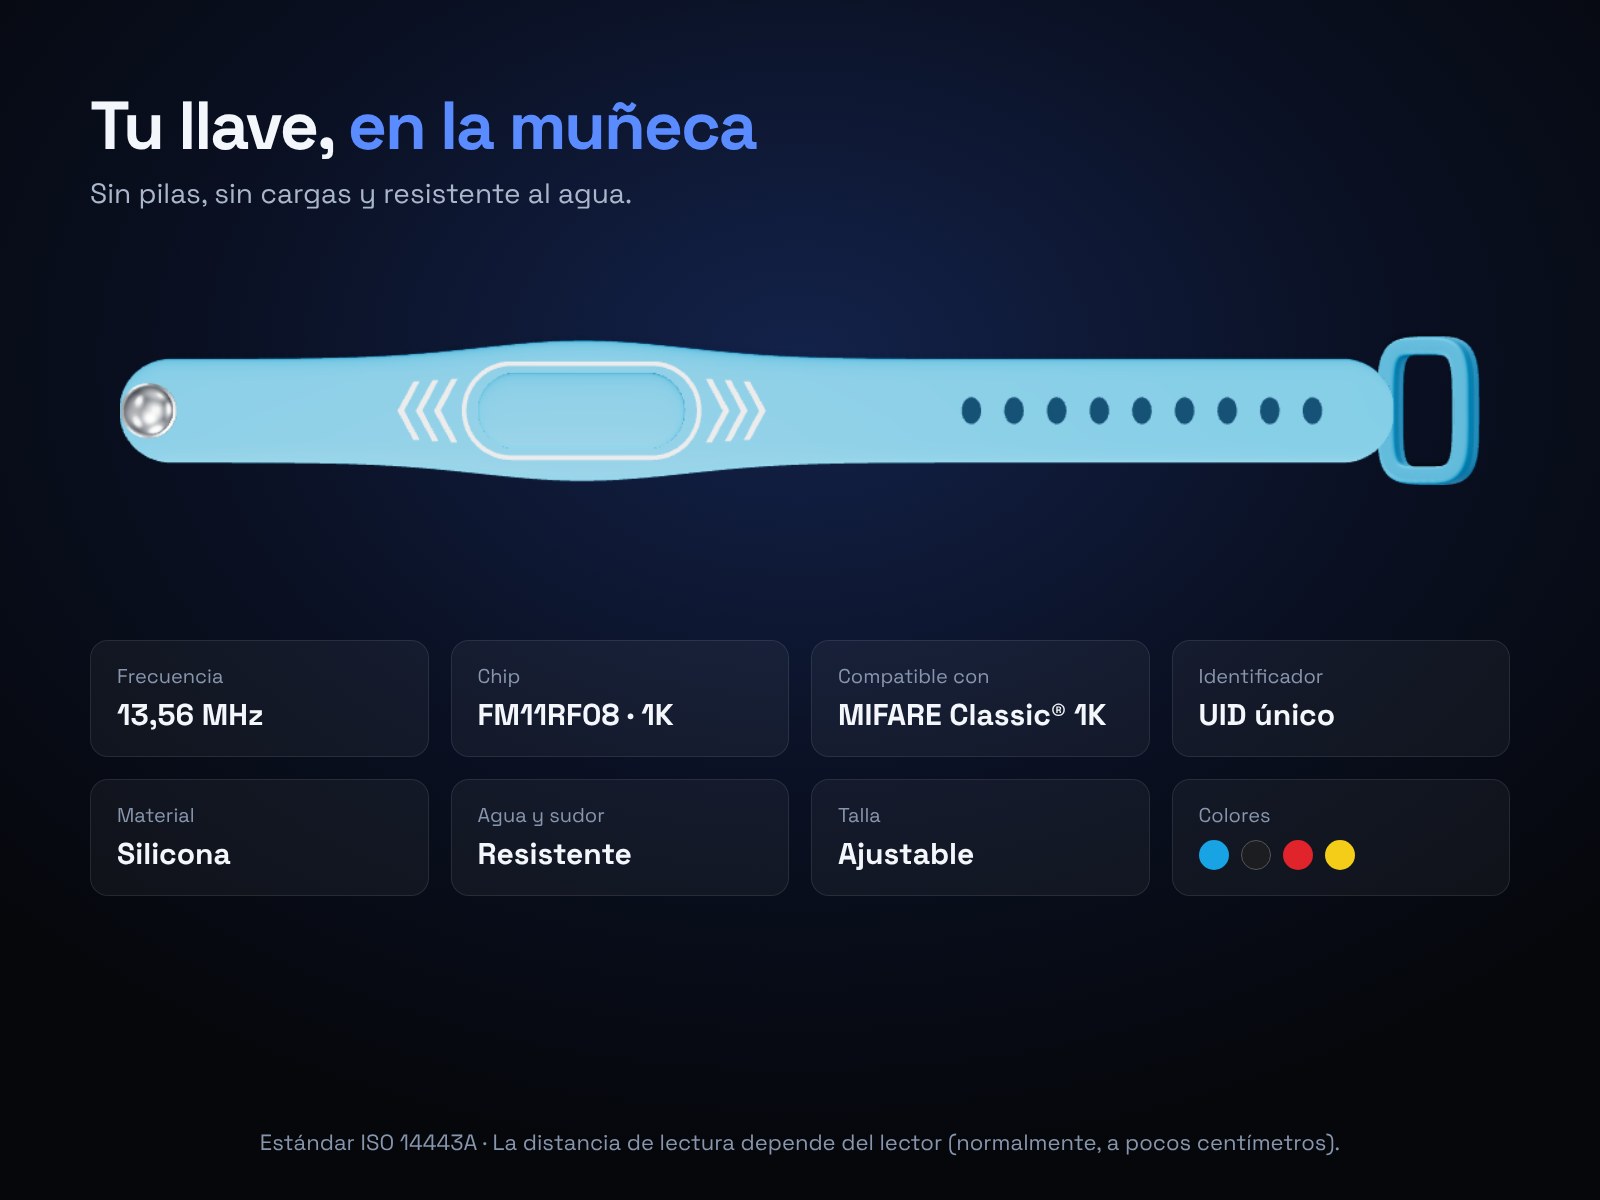 Tu llave, en la muñeca
Sin pilas, sin cargas y resistente al agua.
Frecuencia
13,56 MHz
Chip
FM11RF08 · 1K
Compatible con
MIFARE Classic® 1K
Identificador
UID único
Material
Silicona
Agua y sudor
Resistente
Talla
Ajustable
Colores
Estándar ISO 14443A · La distancia de lectura depende del lector (normalmente, a pocos centímetros).